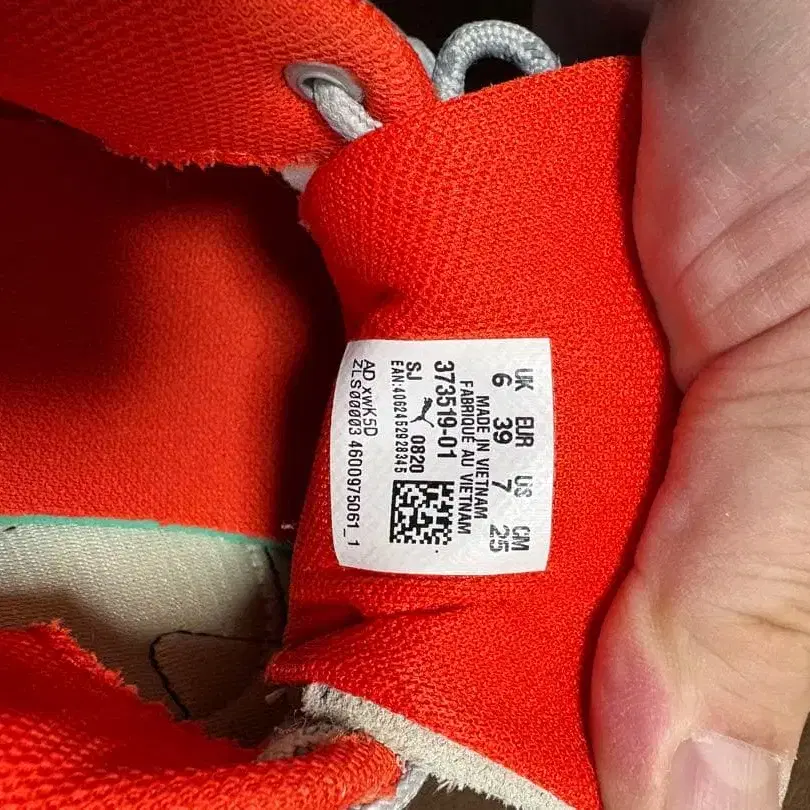 UK EUR US CM
6 39 7 25
MADE IN VIETNAM
FABRIQUE AU VIETNAM
373519-01
SJ 0820
EAN:4062452928345
AD xwK5D
ZLS00003 4600975061_1